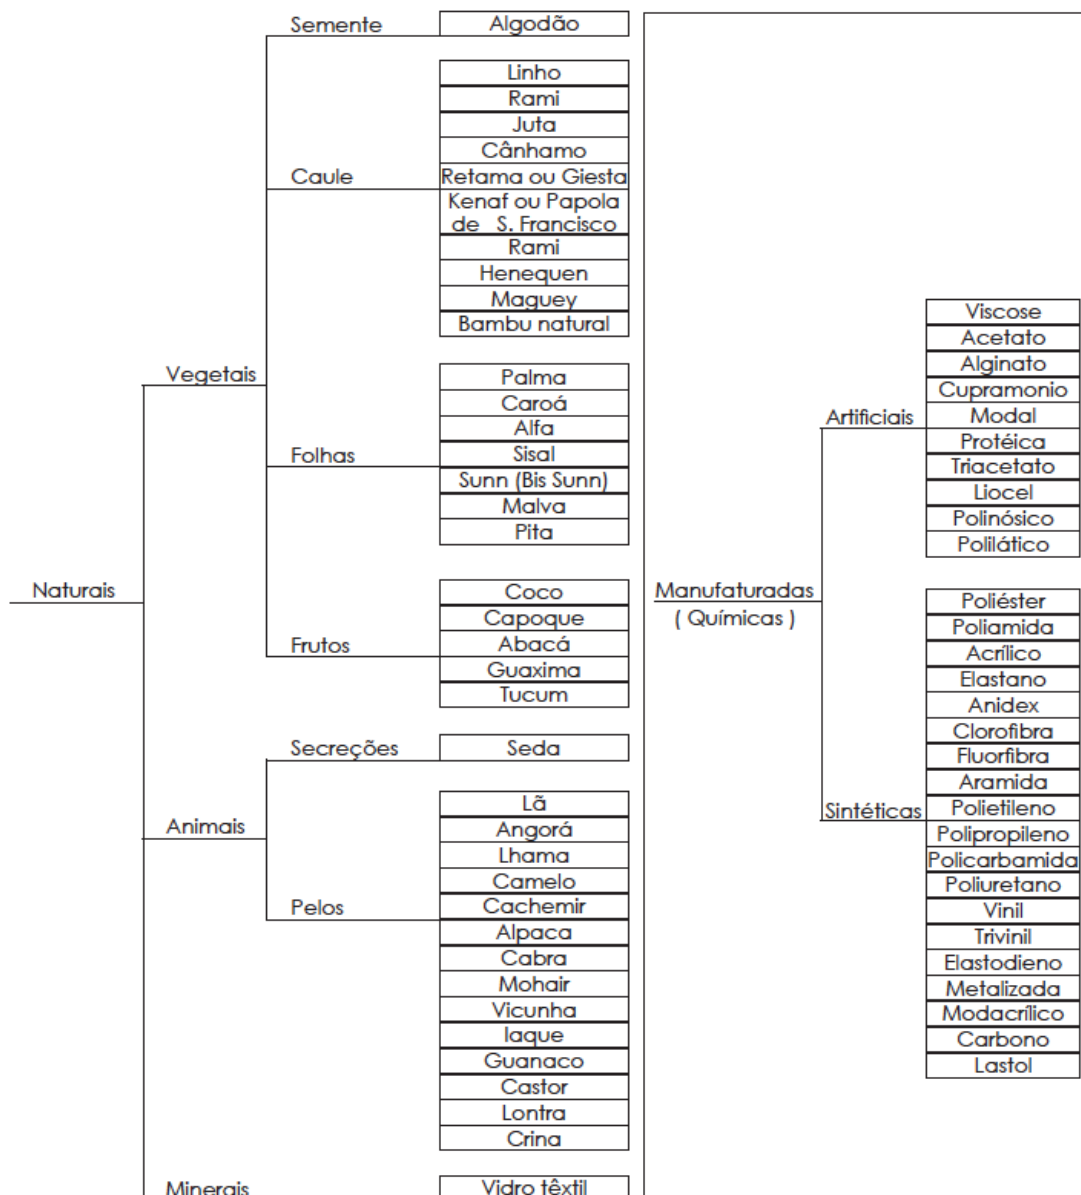 Naturais
Vegetais
Semente
Algodão
Caule
Linho
Rami
Juta
Cânhamo
Retama ou Giesta
Kenaf ou Papola
de S. Francisco
Rami
Henequen
Maguey
Bambu natural
Folhas
Palma
Caroá
Alfa
Sisal
Sunn (Bis Sunn)
Malva
Pita
Frutos
Coco
Capoque
Abacá
Guaxima
Tucum
Animais
Secreções
Seda
Pelos
Lã
Angorá
Lhama
Camelo
Cachemir
Alpaca
Cabra
Mohair
Vicunha
Iaque
Guanaco
Castor
Lontra
Crina
Minerais
Vidro têxtil
Manufaturadas
( Químicas )
Artificiais
Viscose
Acetato
Alginato
Cupramonio
Modal
Protéica
Triacetato
Liocel
Polinósico
Polilático
Sintéticas
Poliéster
Poliamida
Acrílico
Elastano
Anidex
Clorofibra
Fluorfibra
Aramida
Polietileno
Polipropileno
Policarbamida
Poliuretano
Vinil
Trivinil
Elastodieno
Metalizada
Modacrílico
Carbono
Lastol